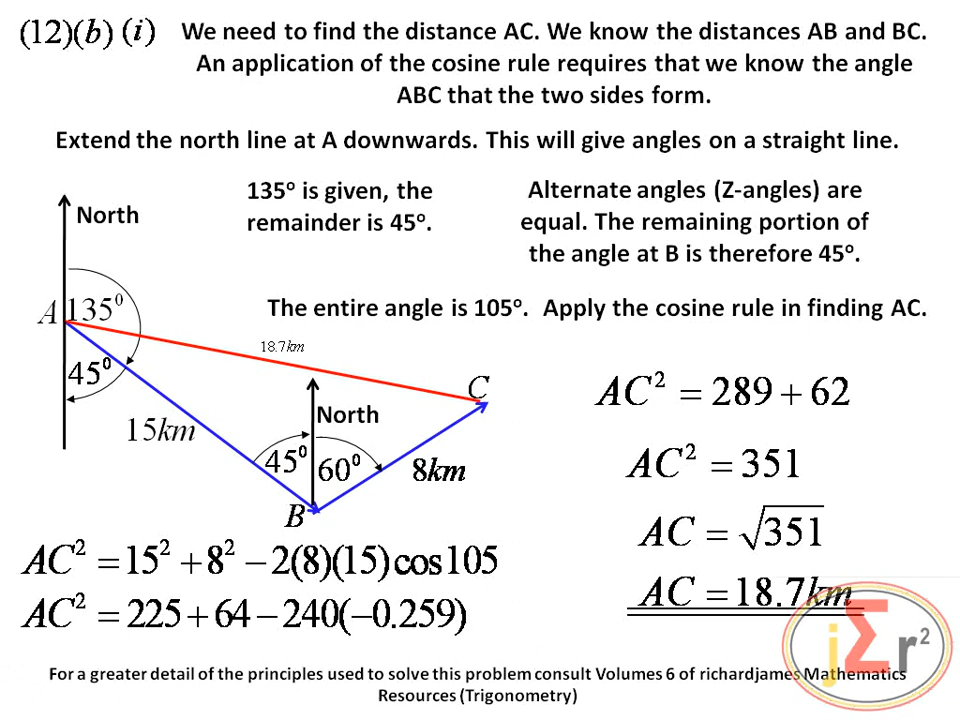 (12)(b) (i) We need to find the distance AC. We know the distances AB and BC.
An application of the cosine rule requires that we know the angle
ABC that the two sides form.
Extend the north line at A downwards. This will give angles on a straight line.
135º is given, the
remainder is 45º.
Alternate angles (Z-angles) are
equal. The remaining portion of
the angle at B is therefore 45º.
North
The entire angle is 105º. Apply the cosine rule in finding AC.
A 135⁰
18.7km
45⁰
C
North
15km
45⁰ 60⁰ 8km
B
AC² = 15² + 8² − 2(8)(15) cos105
AC² = 225 + 64 − 240(−0.259)
AC² = 289 + 62
AC² = 351
AC = √351
AC = 18.7km
jΣr²
For a greater detail of the principles used to solve this problem consult Volumes 6 of richardjames Mathematics
Resources (Trigonometry)